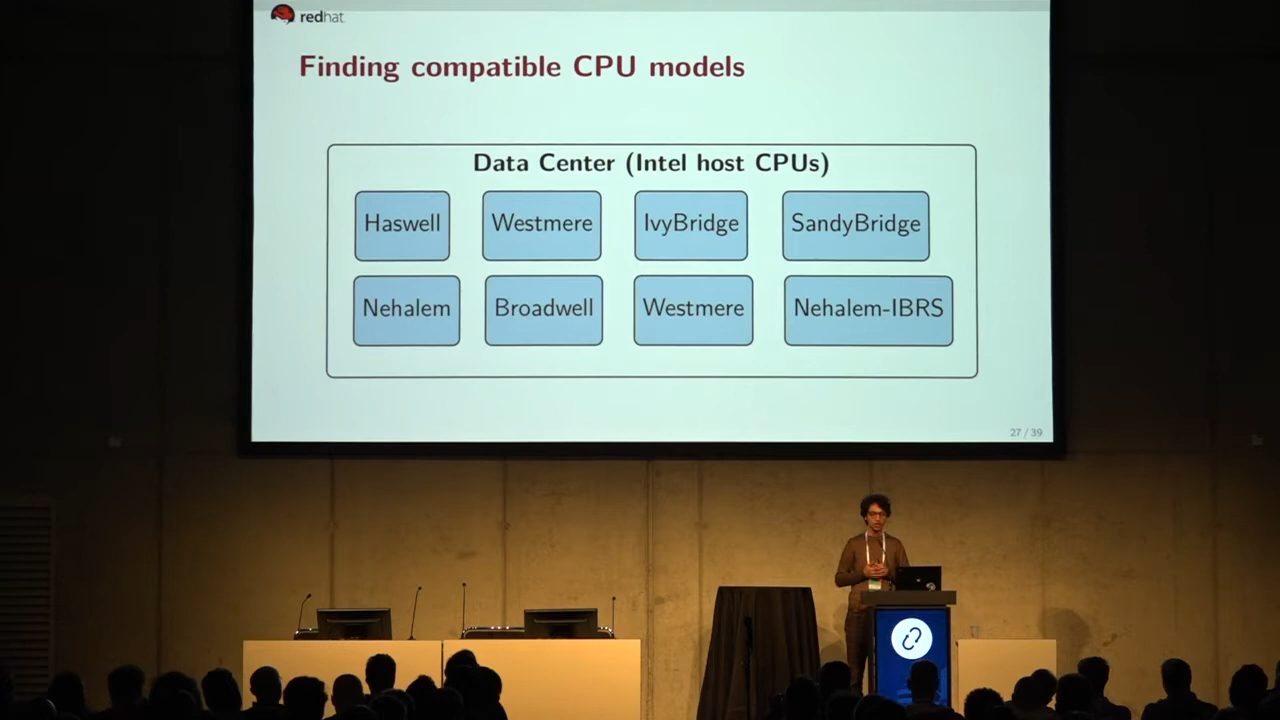 redhat.
Finding compatible CPU models
Data Center (Intel host CPUs)
Haswell
Westmere
IvyBridge
SandyBridge
Nehalem
Broadwell
Westmere
Nehalem-IBRS
27 / 39